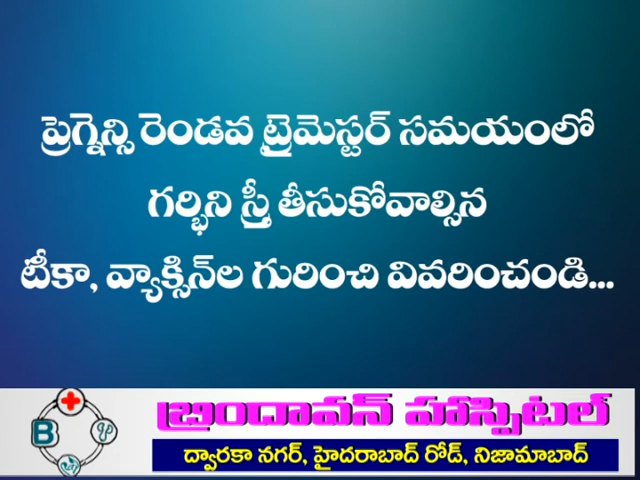 ప్రెగ్నెన్సి రెండవ ట్రైమెస్టర్ సమయంలో
గర్భిని స్త్రీ తీసుకోవాల్సిన
టీకా, వ్యాక్సిన్‌ల గురించి వివరించండి...
బ్రిందావన్ హాస్పిటల్
ద్వారకా నగర్, హైదరాబాద్ రోడ్, నిజామాబాద్
B